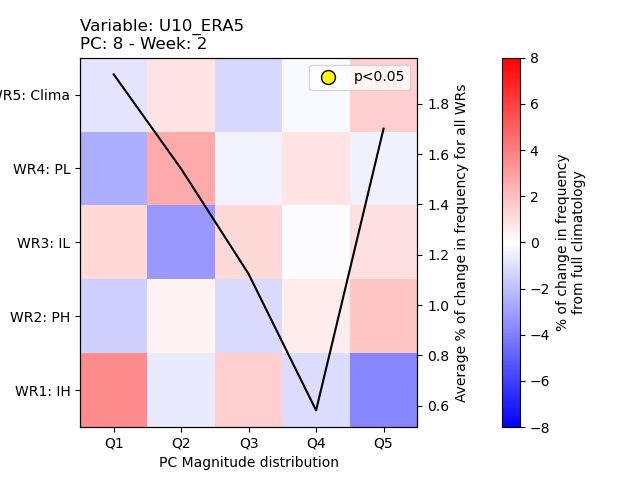 Variable: U10_ERA5
PC: 8 - Week: 2
p<0.05
WR5: Clima
WR4: PL
WR3: IL
WR2: PH
WR1: IH
Q1 Q2 Q3 Q4 Q5
PC Magnitude distribution
1.8
1.6
1.4
1.2
1.0
0.8
0.6
Average % of change in frequency for all WRs
8
6
4
2
0
−2
−4
−6
−8
% of change in frequency
from full climatology